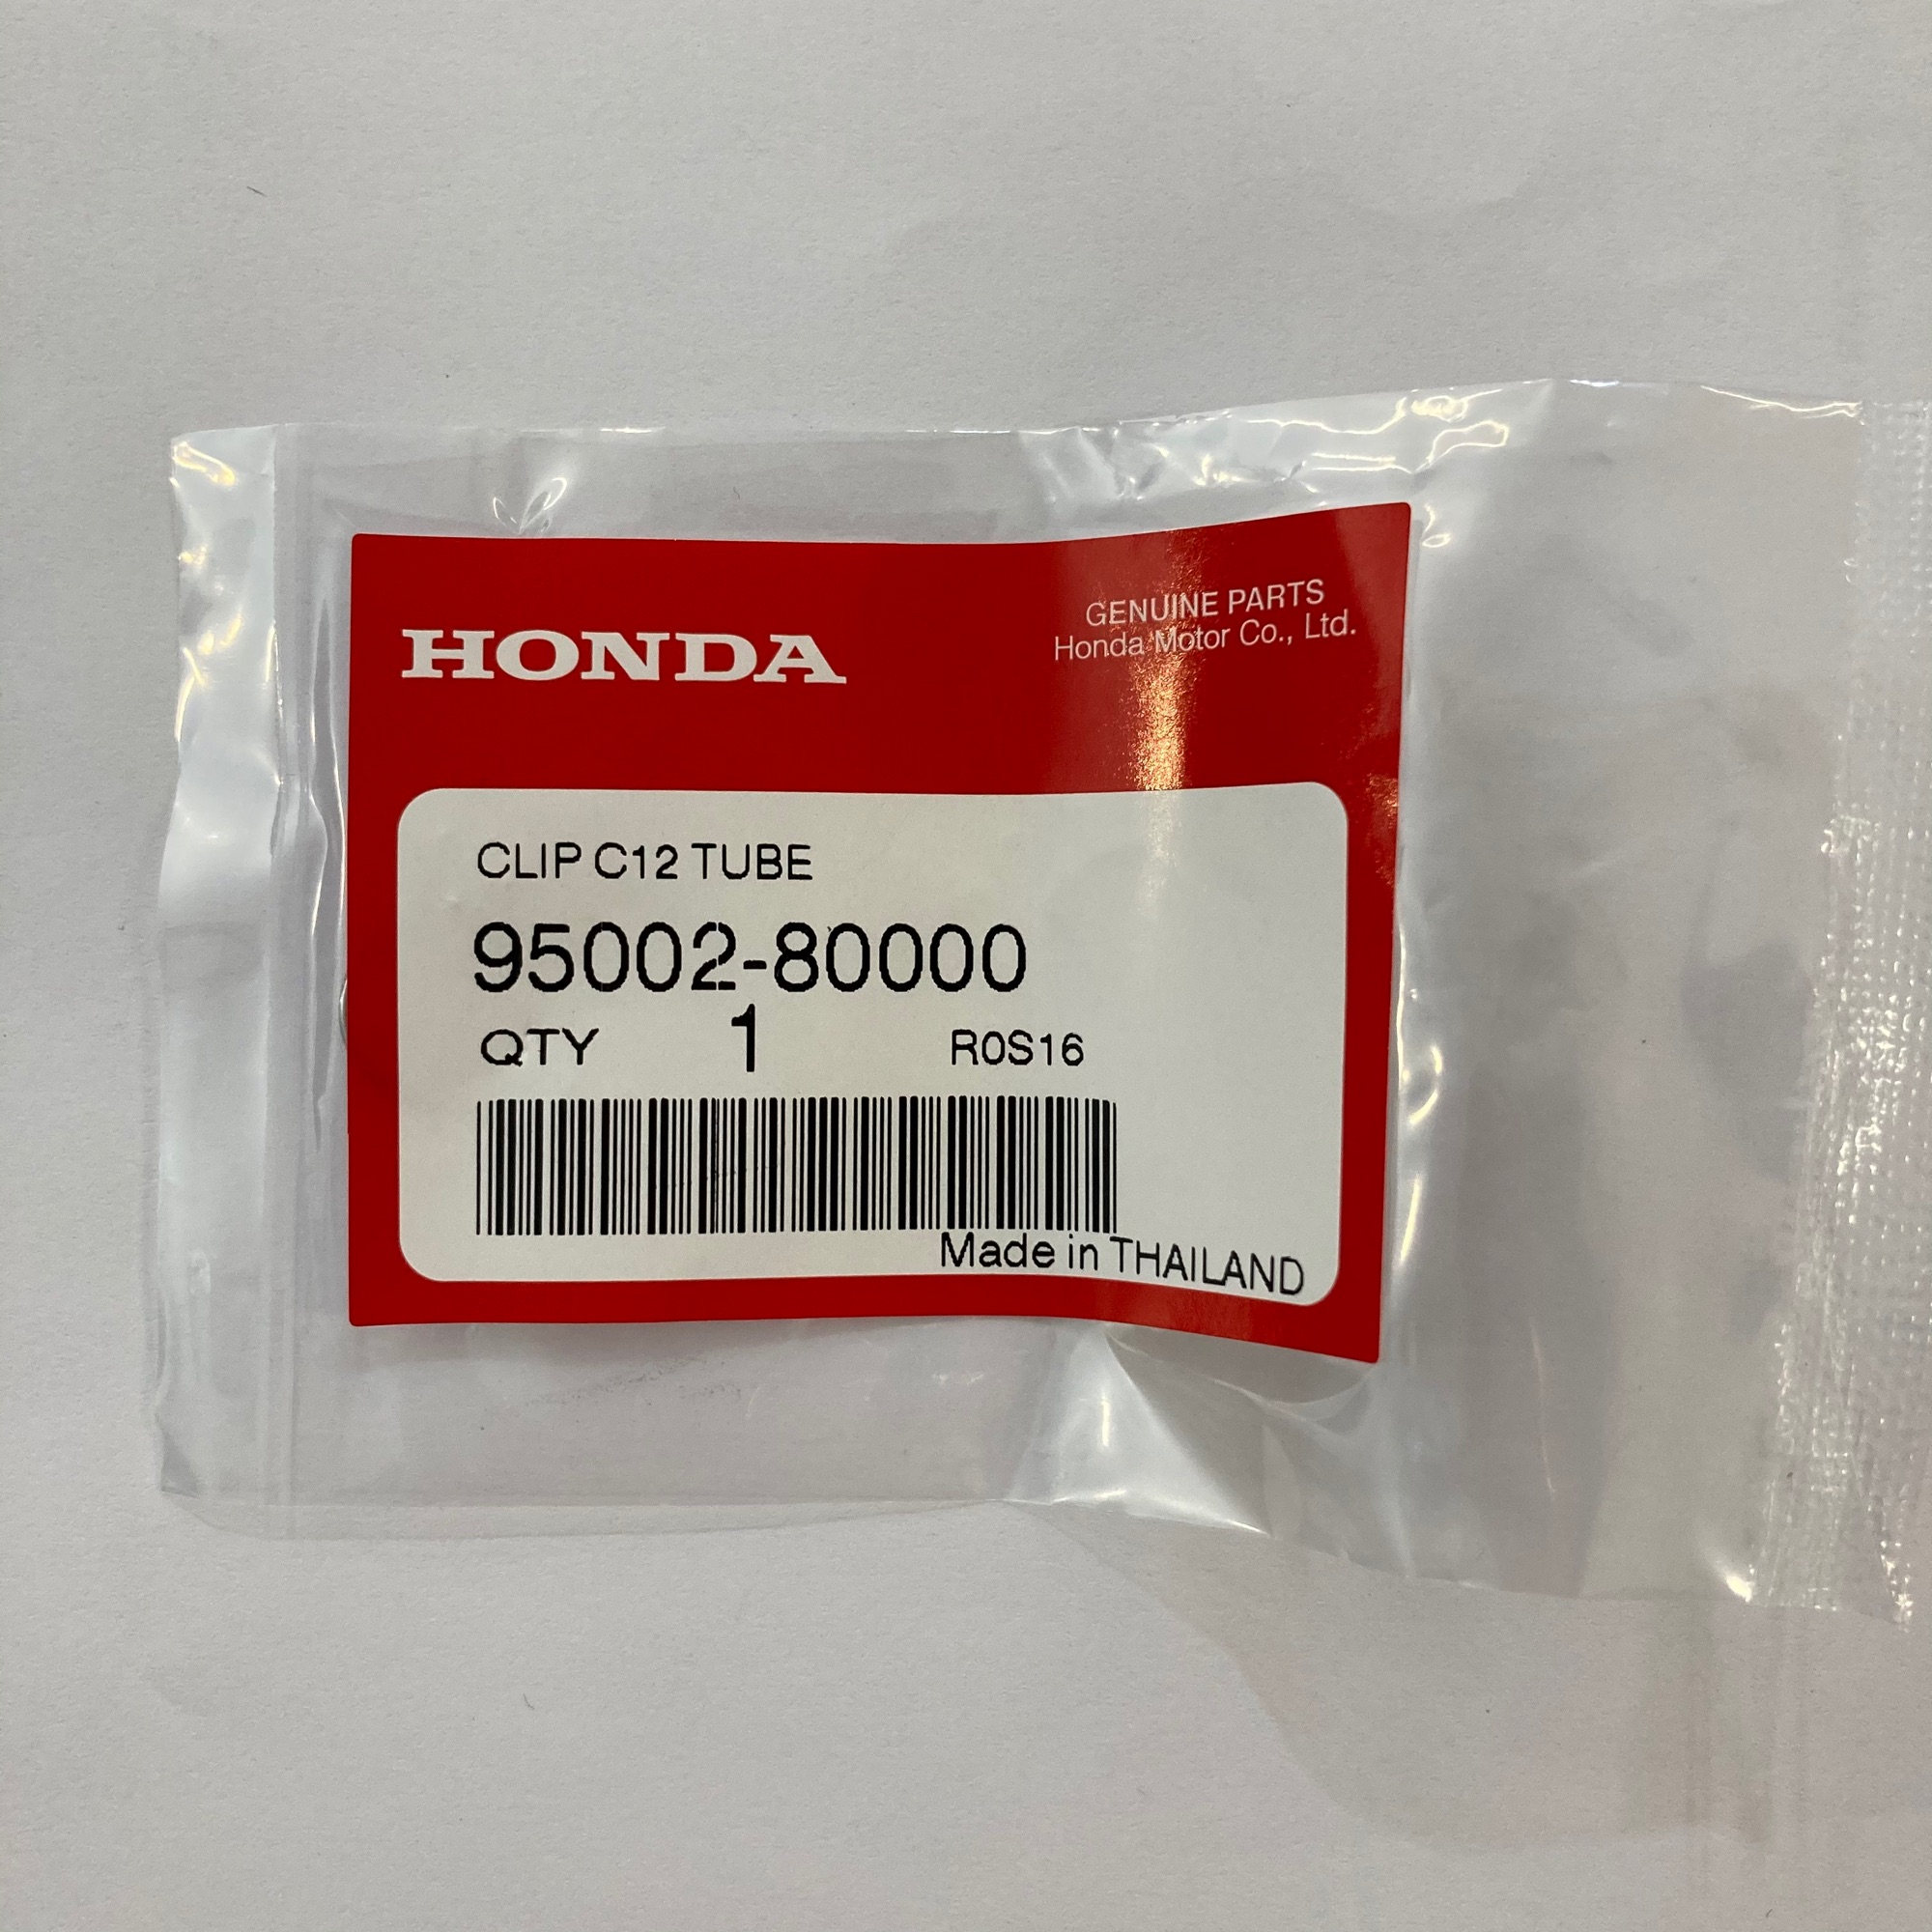 HONDA
GENUINE PARTS
Honda Motor Co., Ltd.
CLIP C12 TUBE
95002-80000
QTY 1 R0S16
Made in THAILAND